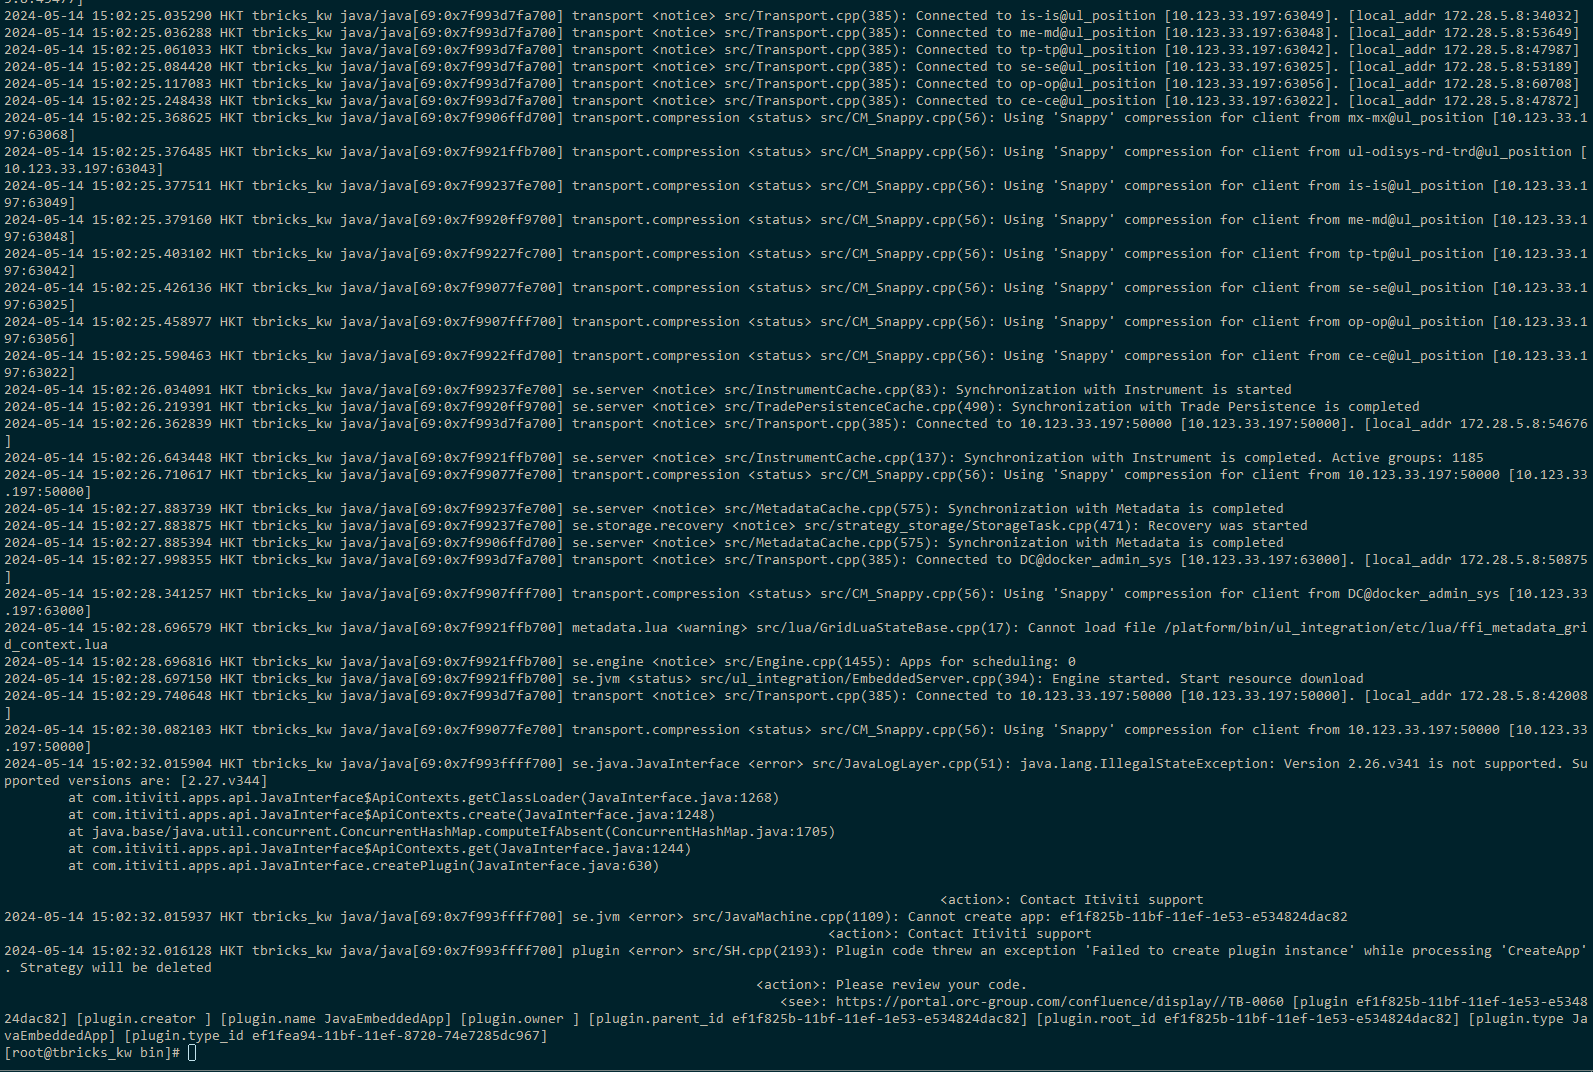 2024-05-14 15:02:25.035290 HKT tbricks_kw java/java[69:0x7f993d7fa700] transport <notice> src/Transport.cpp(385): Connected to is-is@ul_position [10.123.33.197:63049]. [local_addr 172.28.5.8:34032]
2024-05-14 15:02:25.036288 HKT tbricks_kw java/java[69:0x7f993d7fa700] transport <notice> src/Transport.cpp(385): Connected to me-md@ul_position [10.123.33.197:63048]. [local_addr 172.28.5.8:53649]
2024-05-14 15:02:25.061033 HKT tbricks_kw java/java[69:0x7f993d7fa700] transport <notice> src/Transport.cpp(385): Connected to tp-tp@ul_position [10.123.33.197:63042]. [local_addr 172.28.5.8:47987]
2024-05-14 15:02:25.084420 HKT tbricks_kw java/java[69:0x7f993d7fa700] transport <notice> src/Transport.cpp(385): Connected to se-se@ul_position [10.123.33.197:63025]. [local_addr 172.28.5.8:53189]
2024-05-14 15:02:25.117083 HKT tbricks_kw java/java[69:0x7f993d7fa700] transport <notice> src/Transport.cpp(385): Connected to op-op@ul_position [10.123.33.197:63056]. [local_addr 172.28.5.8:60708]
2024-05-14 15:02:25.248438 HKT tbricks_kw java/java[69:0x7f993d7fa700] transport <notice> src/Transport.cpp(385): Connected to ce-ce@ul_position [10.123.33.197:63022]. [local_addr 172.28.5.8:47872]
2024-05-14 15:02:25.368625 HKT tbricks_kw java/java[69:0x7f9906ffd700] transport.compression <status> src/CM_Snappy.cpp(56): Using 'Snappy' compression for client from mx-mx@ul_position [10.123.33.1
97:63068]
2024-05-14 15:02:25.376485 HKT tbricks_kw java/java[69:0x7f9921ffb700] transport.compression <status> src/CM_Snappy.cpp(56): Using 'Snappy' compression for client from ul-odisys-rd-trd@ul_position [
10.123.33.197:63043]
2024-05-14 15:02:25.377511 HKT tbricks_kw java/java[69:0x7f99237fe700] transport.compression <status> src/CM_Snappy.cpp(56): Using 'Snappy' compression for client from is-is@ul_position [10.123.33.1
97:63049]
2024-05-14 15:02:25.379160 HKT tbricks_kw java/java[69:0x7f9920ff9700] transport.compression <status> src/CM_Snappy.cpp(56): Using 'Snappy' compression for client from me-md@ul_position [10.123.33.1
97:63048]
2024-05-14 15:02:25.403102 HKT tbricks_kw java/java[69:0x7f99227fc700] transport.compression <status> src/CM_Snappy.cpp(56): Using 'Snappy' compression for client from tp-tp@ul_position [10.123.33.1
97:63042]
2024-05-14 15:02:25.426136 HKT tbricks_kw java/java[69:0x7f99077fe700] transport.compression <status> src/CM_Snappy.cpp(56): Using 'Snappy' compression for client from se-se@ul_position [10.123.33.1
97:63025]
2024-05-14 15:02:25.458977 HKT tbricks_kw java/java[69:0x7f9907fff700] transport.compression <status> src/CM_Snappy.cpp(56): Using 'Snappy' compression for client from op-op@ul_position [10.123.33.1
97:63056]
2024-05-14 15:02:25.590463 HKT tbricks_kw java/java[69:0x7f9922ffd700] transport.compression <status> src/CM_Snappy.cpp(56): Using 'Snappy' compression for client from ce-ce@ul_position [10.123.33.1
97:63022]
2024-05-14 15:02:26.034091 HKT tbricks_kw java/java[69:0x7f99237fe700] se.server <notice> src/InstrumentCache.cpp(83): Synchronization with Instrument is started
2024-05-14 15:02:26.219391 HKT tbricks_kw java/java[69:0x7f9920ff9700] se.server <notice> src/TradePersistenceCache.cpp(490): Synchronization with Trade Persistence is completed
2024-05-14 15:02:26.362839 HKT tbricks_kw java/java[69:0x7f993d7fa700] transport <notice> src/Transport.cpp(385): Connected to 10.123.33.197:50000 [10.123.33.197:50000]. [local_addr 172.28.5.8:54676
]
2024-05-14 15:02:26.643448 HKT tbricks_kw java/java[69:0x7f9921ffb700] se.server <notice> src/InstrumentCache.cpp(137): Synchronization with Instrument is completed. Active groups: 1185
2024-05-14 15:02:26.710617 HKT tbricks_kw java/java[69:0x7f99077fe700] transport.compression <status> src/CM_Snappy.cpp(56): Using 'Snappy' compression for client from 10.123.33.197:50000 [10.123.33
.197:50000]
2024-05-14 15:02:27.883739 HKT tbricks_kw java/java[69:0x7f99237fe700] se.server <notice> src/MetadataCache.cpp(575): Synchronization with Metadata is completed
2024-05-14 15:02:27.883875 HKT tbricks_kw java/java[69:0x7f99237fe700] se.storage.recovery <notice> src/strategy_storage/StorageTask.cpp(471): Recovery was started
2024-05-14 15:02:27.885394 HKT tbricks_kw java/java[69:0x7f9906ffd700] se.server <notice> src/MetadataCache.cpp(575): Synchronization with Metadata is completed
2024-05-14 15:02:27.998355 HKT tbricks_kw java/java[69:0x7f993d7fa700] transport <notice> src/Transport.cpp(385): Connected to DC@docker_admin_sys [10.123.33.197:63000]. [local_addr 172.28.5.8:50875
]
2024-05-14 15:02:28.341257 HKT tbricks_kw java/java[69:0x7f9907fff700] transport.compression <status> src/CM_Snappy.cpp(56): Using 'Snappy' compression for client from DC@docker_admin_sys [10.123.33
.197:63000]
2024-05-14 15:02:28.696579 HKT tbricks_kw java/java[69:0x7f9921ffb700] metadata.lua <warning> src/lua/GridLuaStateBase.cpp(17): Cannot load file /platform/bin/ul_integration/etc/lua/ffi_metadata_gri
d_context.lua
2024-05-14 15:02:28.696816 HKT tbricks_kw java/java[69:0x7f9921ffb700] se.engine <notice> src/Engine.cpp(1455): Apps for scheduling: 0
2024-05-14 15:02:28.697150 HKT tbricks_kw java/java[69:0x7f9921ffb700] se.jvm <status> src/ul_integration/EmbeddedServer.cpp(394): Engine started. Start resource download
2024-05-14 15:02:29.740648 HKT tbricks_kw java/java[69:0x7f993d7fa700] transport <notice> src/Transport.cpp(385): Connected to 10.123.33.197:50000 [10.123.33.197:50000]. [local_addr 172.28.5.8:42008
]
2024-05-14 15:02:30.082103 HKT tbricks_kw java/java[69:0x7f99077fe700] transport.compression <status> src/CM_Snappy.cpp(56): Using 'Snappy' compression for client from 10.123.33.197:50000 [10.123.33
.197:50000]
2024-05-14 15:02:32.015904 HKT tbricks_kw java/java[69:0x7f993ffff700] se.java.JavaInterface <error> src/JavaLogLayer.cpp(51): java.lang.IllegalStateException: Version 2.26.v341 is not supported. Su
pported versions are: [2.27.v344]
at com.itiviti.apps.api.JavaInterface$ApiContexts.getClassLoader(JavaInterface.java:1268)
at com.itiviti.apps.api.JavaInterface$ApiContexts.create(JavaInterface.java:1248)
at java.base/java.util.concurrent.ConcurrentHashMap.computeIfAbsent(ConcurrentHashMap.java:1705)
at com.itiviti.apps.api.JavaInterface$ApiContexts.get(JavaInterface.java:1244)
at com.itiviti.apps.api.JavaInterface.createPlugin(JavaInterface.java:630)
<action>: Contact Itiviti support
2024-05-14 15:02:32.015937 HKT tbricks_kw java/java[69:0x7f993ffff700] se.jvm <error> src/JavaMachine.cpp(1109): Cannot create app: ef1f825b-11bf-11ef-1e53-e534824dac82
<action>: Contact Itiviti support
2024-05-14 15:02:32.016128 HKT tbricks_kw java/java[69:0x7f993ffff700] plugin <error> src/SH.cpp(2193): Plugin code threw an exception 'Failed to create plugin instance' while processing 'CreateApp'
. Strategy will be deleted
<action>: Please review your code.
<see>: https://portal.orc-group.com/confluence/display//TB-0060 [plugin ef1f825b-11bf-11ef-1e53-e5348
24dac82] [plugin.creator ] [plugin.name JavaEmbeddedApp] [plugin.owner ] [plugin.parent_id ef1f825b-11bf-11ef-1e53-e534824dac82] [plugin.root_id ef1f825b-11bf-11ef-1e53-e534824dac82] [plugin.type Ja
vaEmbeddedApp] [plugin.type_id ef1fea94-11bf-11ef-8720-74e7285dc967]
[root@tbricks_kw bin]#